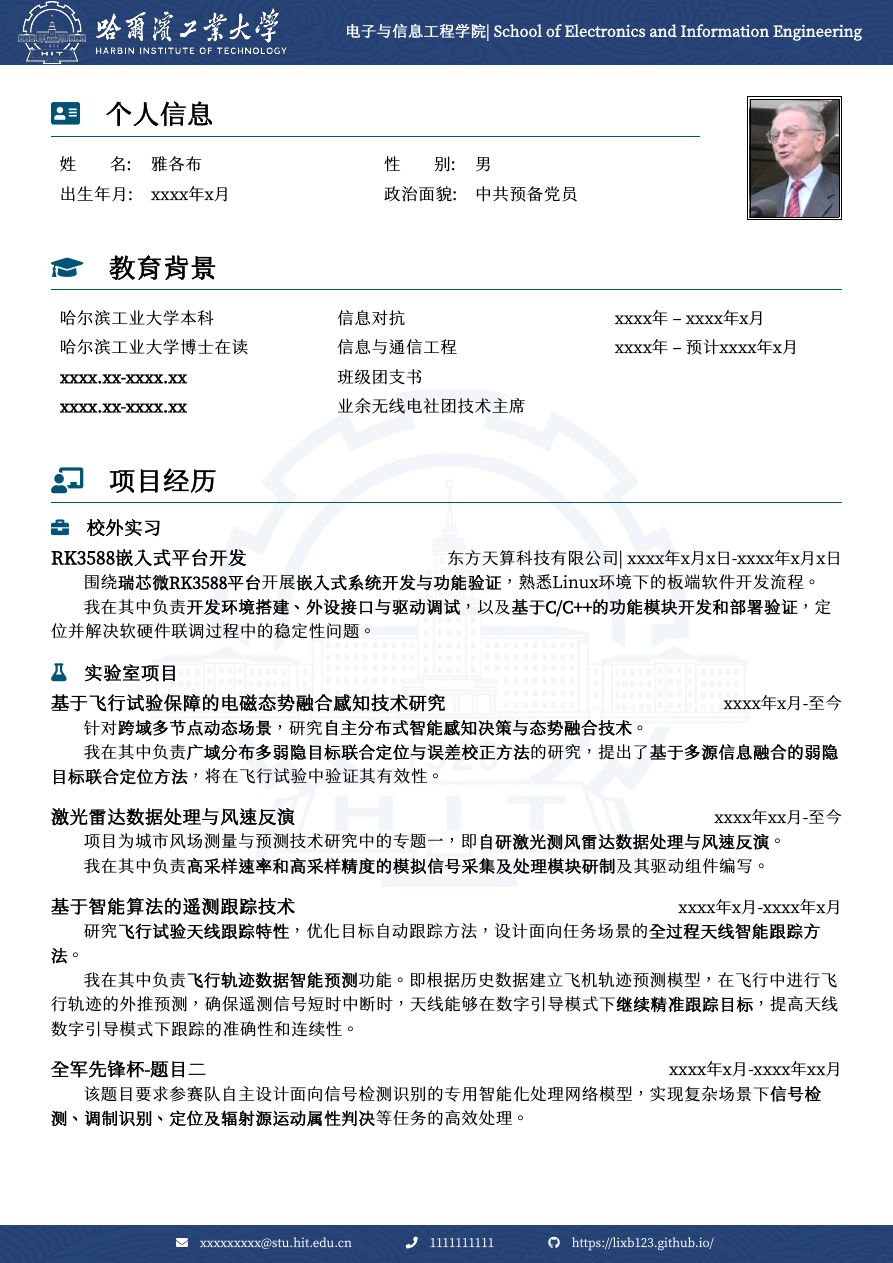 哈爾濱工業大學
HARBIN INSTITUTE OF TECHNOLOGY
HIT
电子与信息工程学院| School of Electronics and Information Engineering
个人信息
姓 名: 雅各布 性 别: 男
出生年月: xxxx年x月 政治面貌: 中共预备党员
教育背景
哈尔滨工业大学本科 信息对抗 xxxx年 – xxxx年x月
哈尔滨工业大学博士在读 信息与通信工程 xxxx年 – 预计xxxx年x月
xxxx.xx-xxxx.xx 班级团支书
xxxx.xx-xxxx.xx 业余无线电社团技术主席
项目经历
校外实习
RK3588嵌入式平台开发 东方天算科技有限公司| xxxx年x月x日-xxxx年x月x日
围绕瑞芯微RK3588平台开展嵌入式系统开发与功能验证，熟悉Linux环境下的板端软件开发流程。
我在其中负责开发环境搭建、外设接口与驱动调试，以及基于C/C++的功能模块开发和部署验证，定
位并解决软硬件联调过程中的稳定性问题。
实验室项目
基于飞行试验保障的电磁态势融合感知技术研究 xxxx年x月-至今
针对跨域多节点动态场景，研究自主分布式智能感知决策与态势融合技术。
我在其中负责广域分布多弱隐目标联合定位与误差校正方法的研究，提出了基于多源信息融合的弱隐
目标联合定位方法，将在飞行试验中验证其有效性。
激光雷达数据处理与风速反演 xxxx年xx月-至今
项目为城市风场测量与预测技术研究中的专题一，即自研激光测风雷达数据处理与风速反演。
我在其中负责高采样速率和高采样精度的模拟信号采集及处理模块研制及其驱动组件编写。
基于智能算法的遥测跟踪技术 xxxx年x月-xxxx年x月
研究飞行试验天线跟踪特性，优化目标自动跟踪方法，设计面向任务场景的全过程天线智能跟踪方
法。
我在其中负责飞行轨迹数据智能预测功能。即根据历史数据建立飞机轨迹预测模型，在飞行中进行飞
行轨迹的外推预测，确保遥测信号短时中断时，天线能够在数字引导模式下继续精准跟踪目标，提高天线
数字引导模式下跟踪的准确性和连续性。
全军先锋杯-题目二 xxxx年x月-xxxx年xx月
该题目要求参赛队自主设计面向信号检测识别的专用智能化处理网络模型，实现复杂场景下信号检
测、调制识别、定位及辐射源运动属性判决等任务的高效处理。
HIT
xxxxxxxxx@stu.hit.edu.cn 1111111111 https://lixb123.github.io/